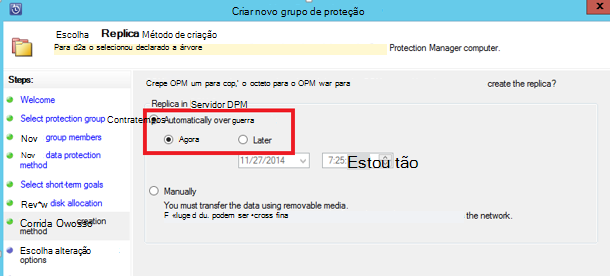 Criar novo grupo de proteção
Escolha Replica Método de criação
Para d2a o selecionou declarado a árvore Protection Manager computer.
Steps:
Welcome
Select protection group Contratempos
Nov group members
Nov data protection
method
Select short-term goals
Rev*w disk allocation
Corrida Owosso creation
method
Escolha alteração
options
Crepe OPM um para cop,' o octeto para o OPM war para create the replica?
Replica in Servidor DPM
Automatically over guerra
Agora Later
11/27/2014 7:25: Estou tão
Manually
You must transfer the data using removable media.
F «luge d du. podem ser •cross fina the network.